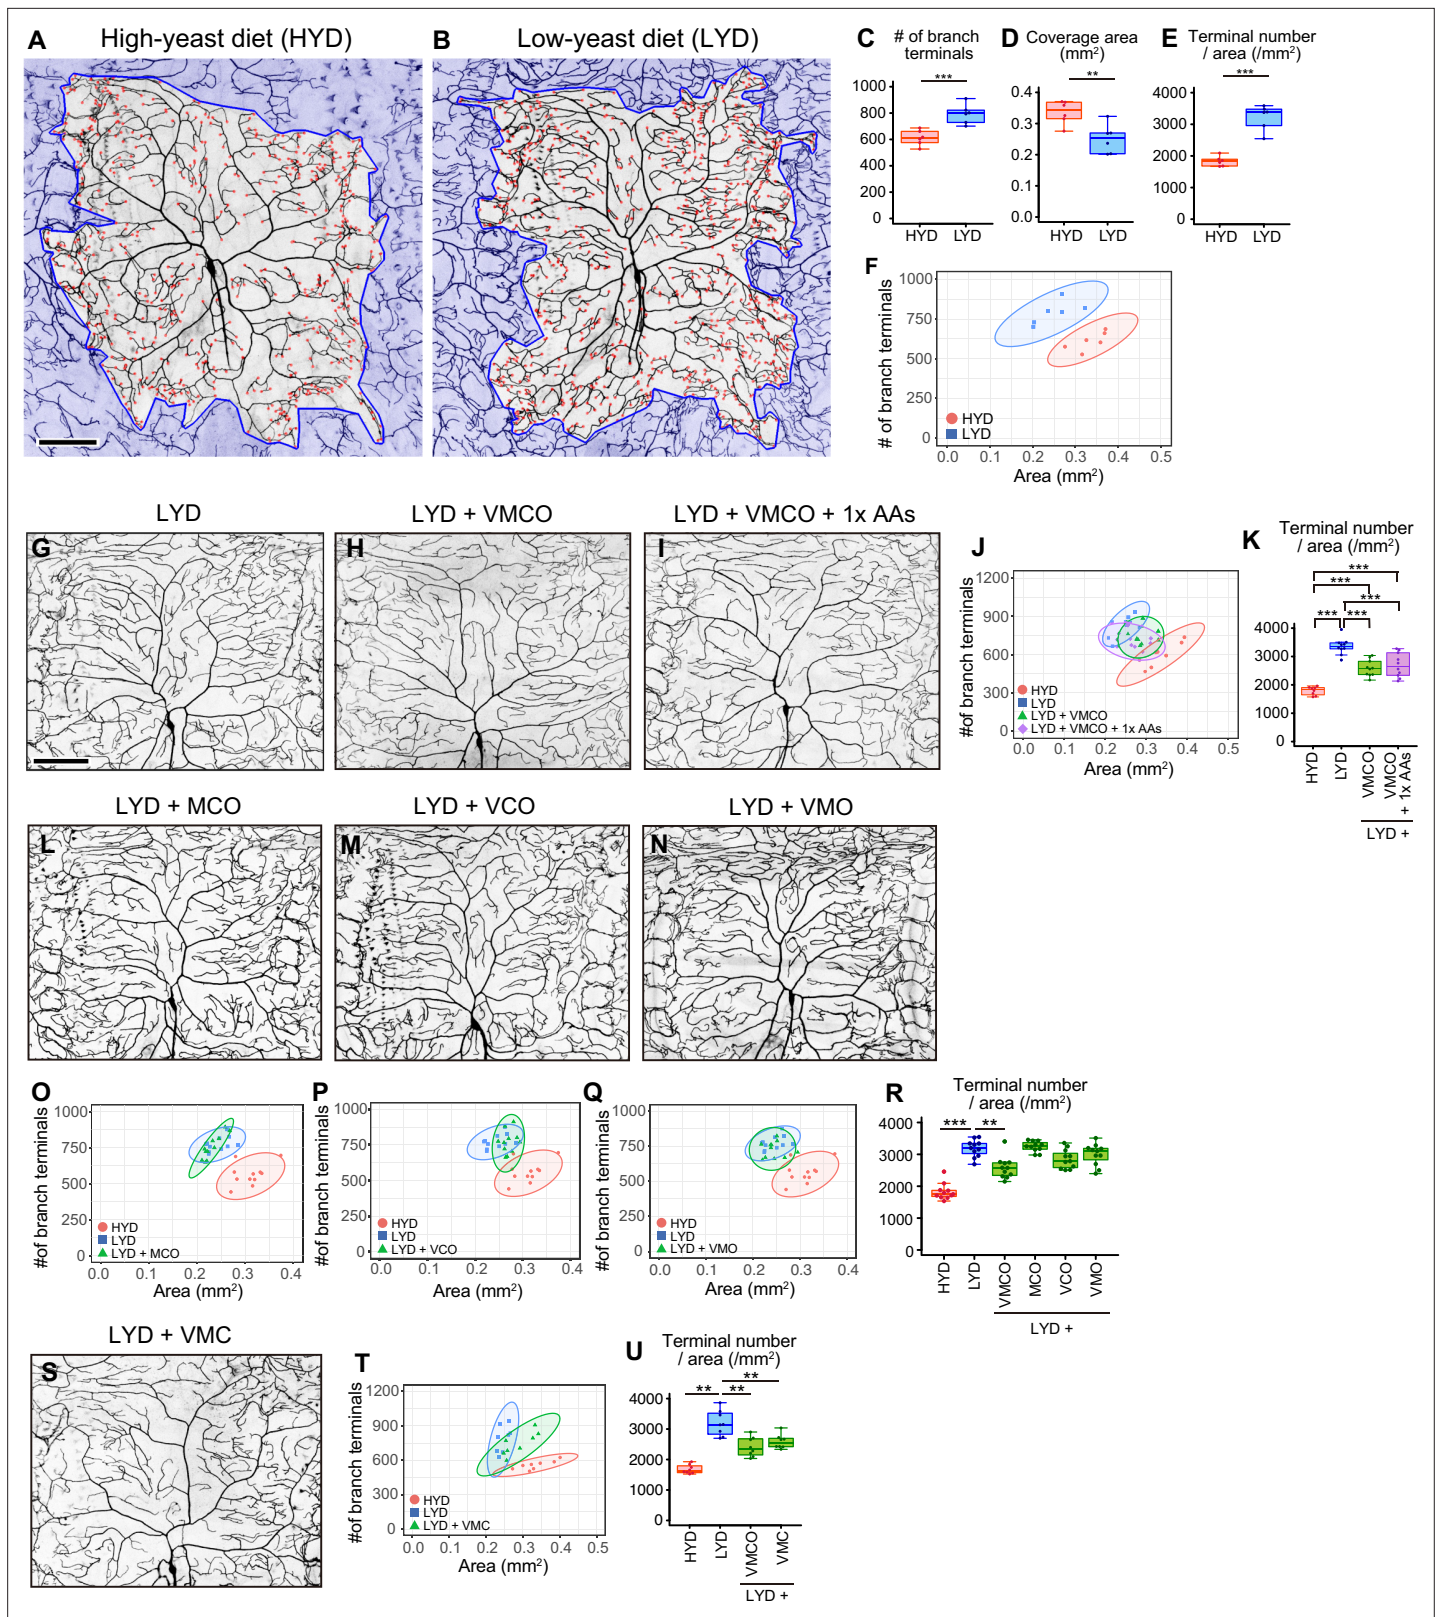 A High-yeast diet (HYD)
B Low-yeast diet (LYD)
C # of branch
terminals
***
1000
800
600
400
200
0
HYD LYD
D Coverage area
(mm²)
**
0.4
0.3
0.2
0.1
0.0
HYD LYD
E Terminal number
/ area (/mm²)
***
4000
3000
2000
1000
0
HYD LYD
F
# of branch terminals
1000
750
500
250
0
HYD
LYD
0.0 0.1 0.2 0.3 0.4 0.5
Area (mm²)
LYD
G
LYD + VMCO
H
LYD + VMCO + 1x AAs
I
J
#of branch terminals
1200
900
600
300
0
HYD
LYD
LYD + VMCO
LYD + VMCO + 1x AAs
0.0 0.1 0.2 0.3 0.4 0.5
Area (mm²)
K Terminal number
/ area (/mm²)
***
***
***
*** ***
4000
3000
2000
1000
0
HYD
LYD
VMCO
VMCO
+ 1x AAs
LYD +
LYD + MCO
L
LYD + VCO
M
LYD + VMO
N
O
#of branch terminals
1000
750
500
250
0
HYD
LYD
LYD + MCO
0.0 0.1 0.2 0.3 0.4
Area (mm²)
P
# of branch terminals
1000
750
500
250
0
HYD
LYD
LYD + VCO
0.0 0.1 0.2 0.3 0.4
Area (mm²)
Q
# of branch terminals
1000
750
500
250
0
HYD
LYD
LYD + VMO
0.0 0.1 0.2 0.3 0.4
Area (mm²)
R Terminal number
/ area (/mm²)
*** **
4000
3000
2000
1000
0
HYD
LYD
VMCO
MCO
VCO
VMO
LYD +
LYD + VMC
S
T
#of branch terminals
1200
900
600
300
0
HYD
LYD
LYD + VMC
0.0 0.1 0.2 0.3 0.4 0.5
Area (mm²)
U Terminal number
/ area (/mm²)
**
** **
4000
3000
2000
1000
0
HYD
LYD
VMCO
VMC
LYD +